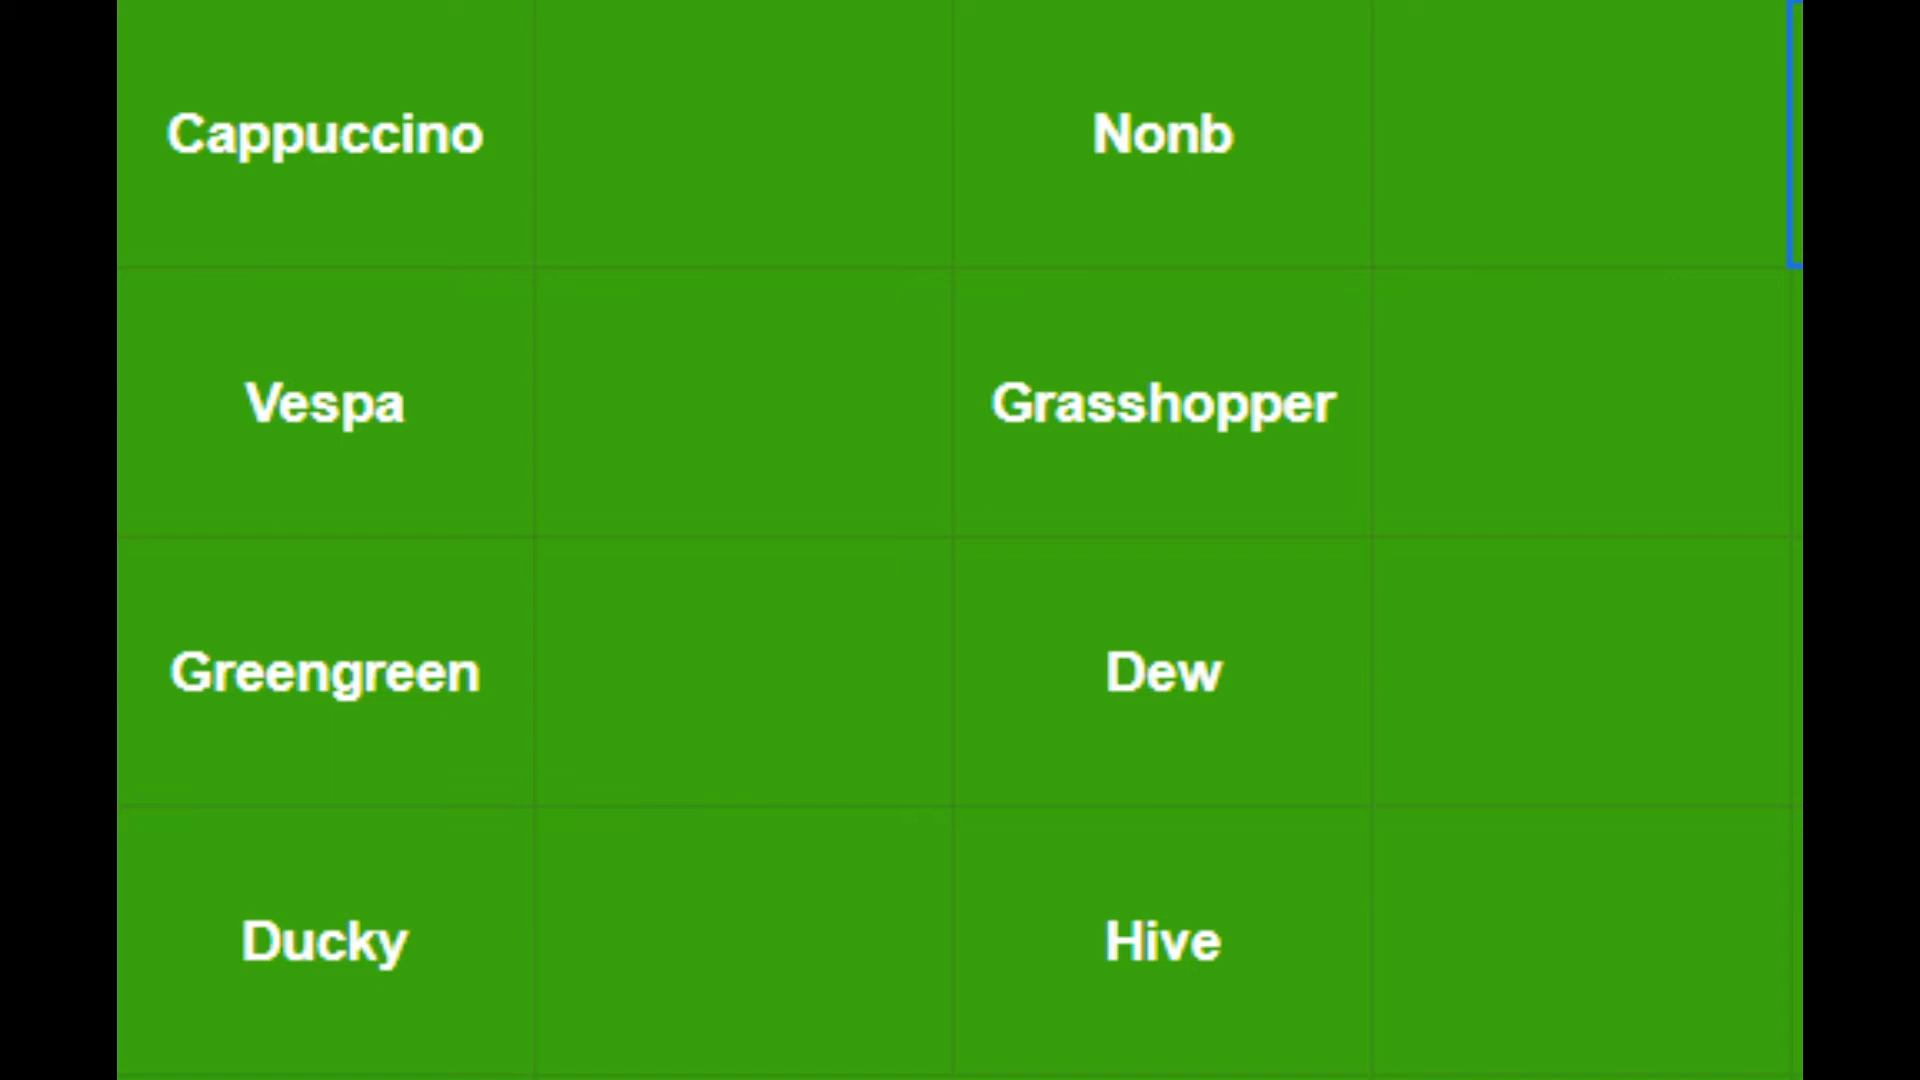 Cappuccino
Nonb
Vespa
Grasshopper
Greengreen
Dew
Ducky
Hive